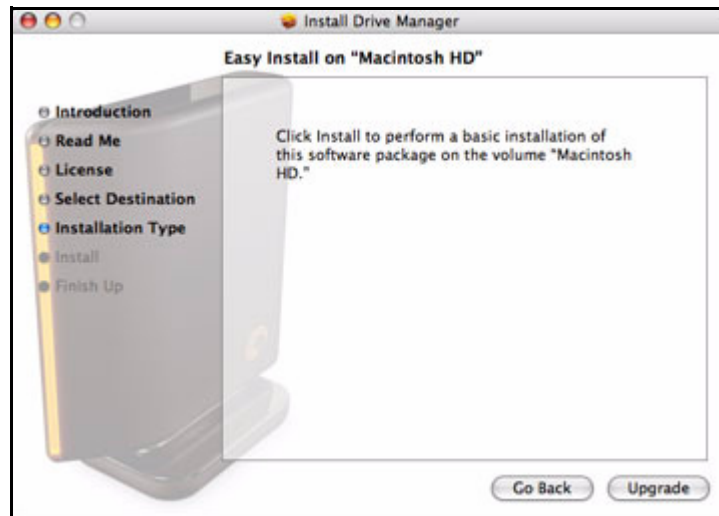 Install Drive Manager
Easy Install on "Macintosh HD"
Introduction
Read Me
License
Select Destination
Installation Type
Install
Finish Up
Click Install to perform a basic installation of
this software package on the volume "Macintosh
HD."
Go Back
Upgrade